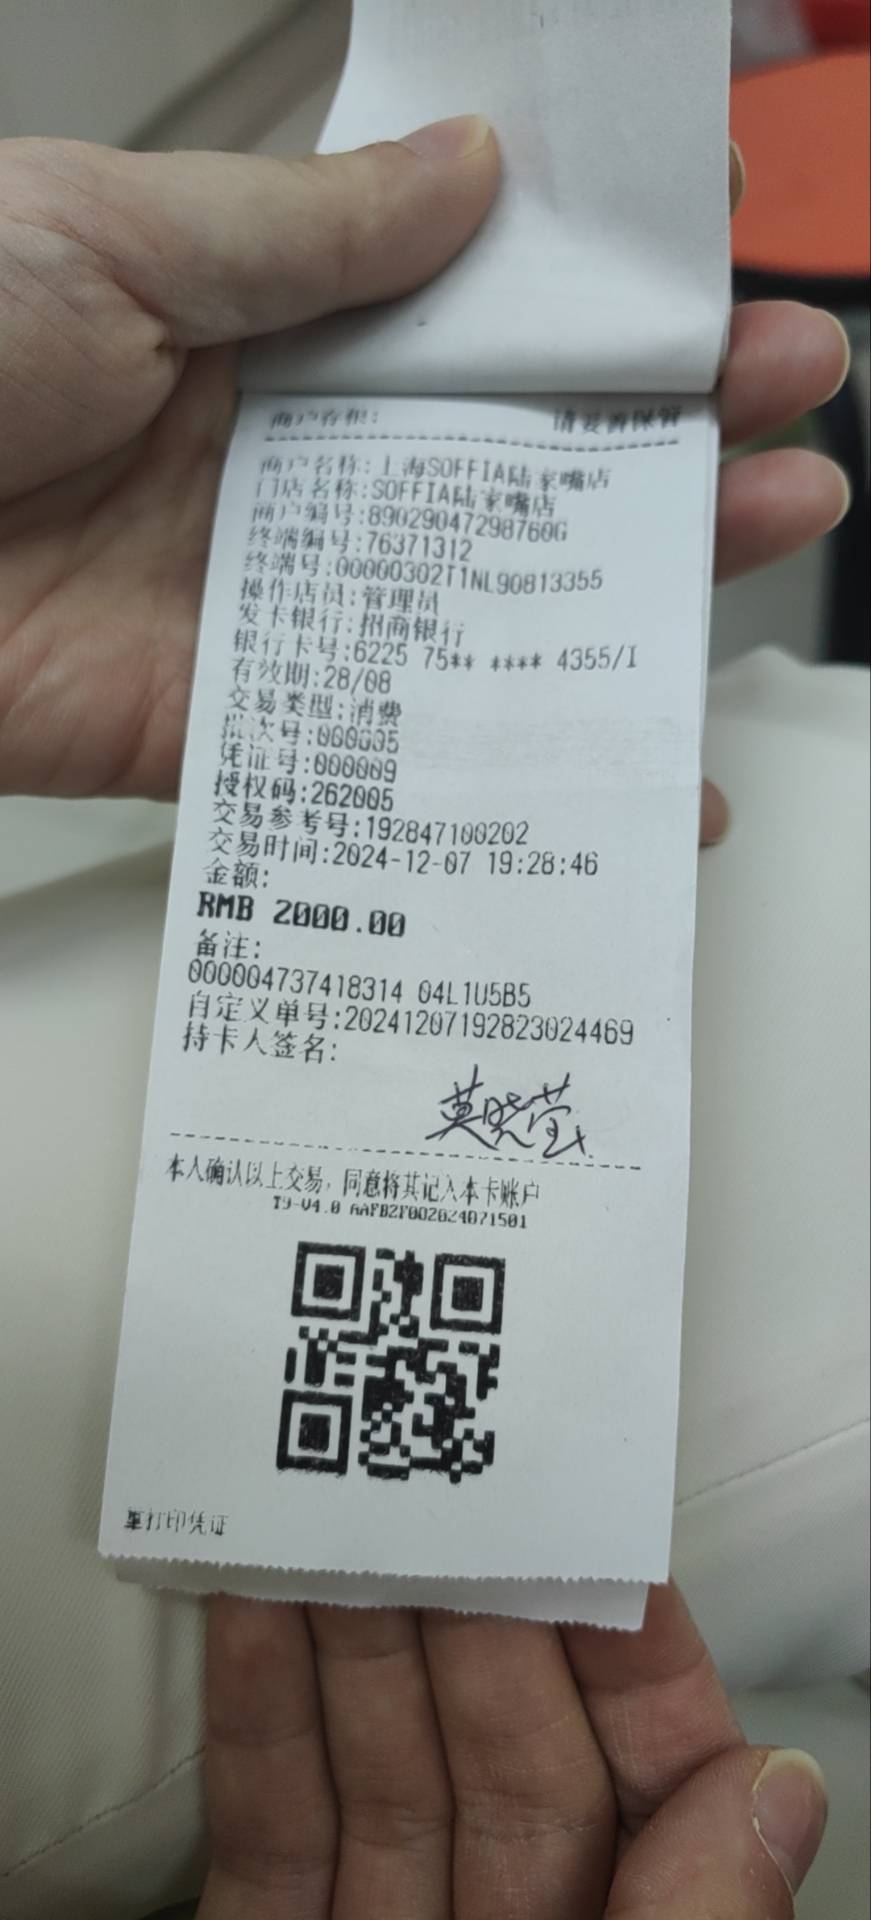 商户存根: 请妥善保管
商户名称:上海SOFFIA陆家嘴店
门店名称:SOFFIA陆家嘴店
商户编号:89029047298760G
终端编号:76371312
终端号:00000302T1NL90813355
操作店员:管理员
发卡银行:招商银行
银行卡号:6225 75** **** 4355/I
有效期:28/08
交易类型:消费
批次号:000005
凭证号:000009
授权码:262005
交易参考号:192847100202
交易时间:2024-12-07 19:28:46
金额:
RMB 2000.00
备注:
000004737418314 04L1U5B5
自定义单号:20241207192823024469
持卡人签名:
莫晓莹
本人确认以上交易，同意将其记入本卡账户
T9-V4.0
打印凭证